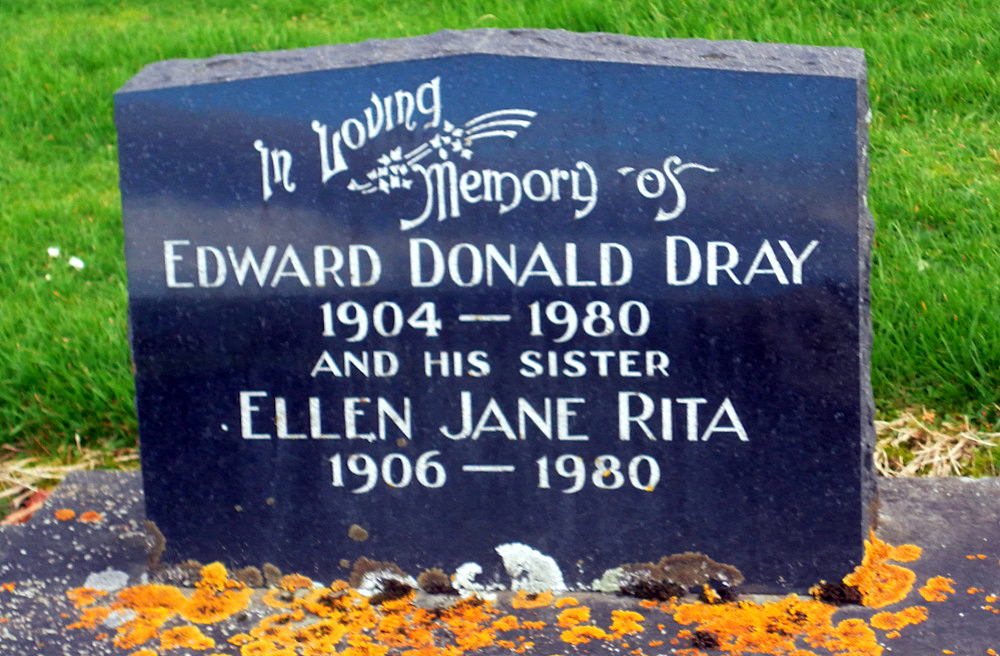 In Loving
Memory of
EDWARD DONALD DRAY
1904 — 1980
AND HIS SISTER
ELLEN JANE RITA
1906 — 1980